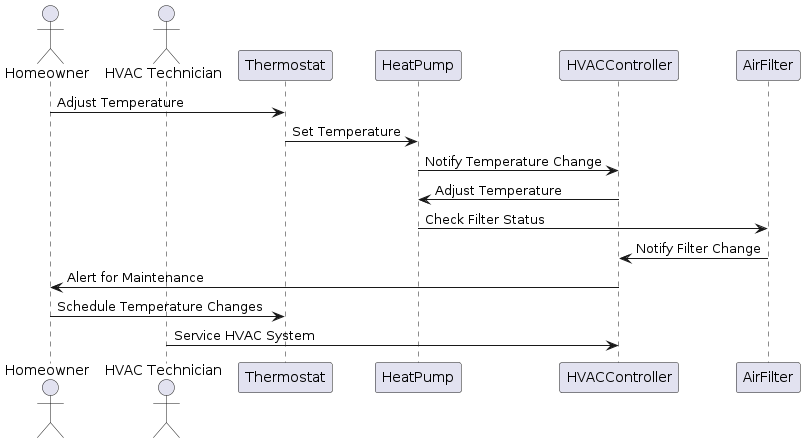 Homeowner
HVAC Technician
Thermostat
HeatPump
HVACController
AirFilter
Adjust Temperature
Set Temperature
Notify Temperature Change
Adjust Temperature
Check Filter Status
Notify Filter Change
Alert for Maintenance
Schedule Temperature Changes
Service HVAC System
Homeowner
HVAC Technician
Thermostat
HeatPump
HVACController
AirFilter